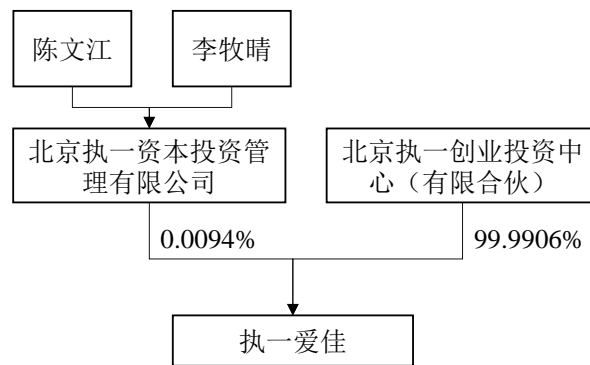 陈文江
李牧晴
北京执一资本投资管
理有限公司
北京执一创业投资中
心（有限合伙）
0.0094%
99.9906%
执一爱佳